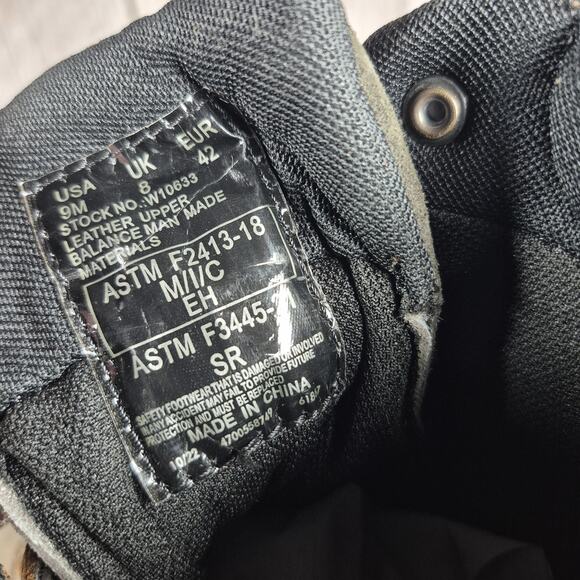 USA UK EUR
9M 8 42
STOCK NO.:W10633
LEATHER UPPER
BALANCE MAN MADE
MATERIALS
ASTM F2413-18
M/I/C
EH
ASTM F3445-21
SR
SAFETY FOOTWEAR THAT IS DAMAGED OR INVOLVED
IN ANY ACCIDENT MAY FAIL TO PROVIDE FUTURE
PROTECTION AND MUST BE REPLACED
MADE IN CHINA
10/22